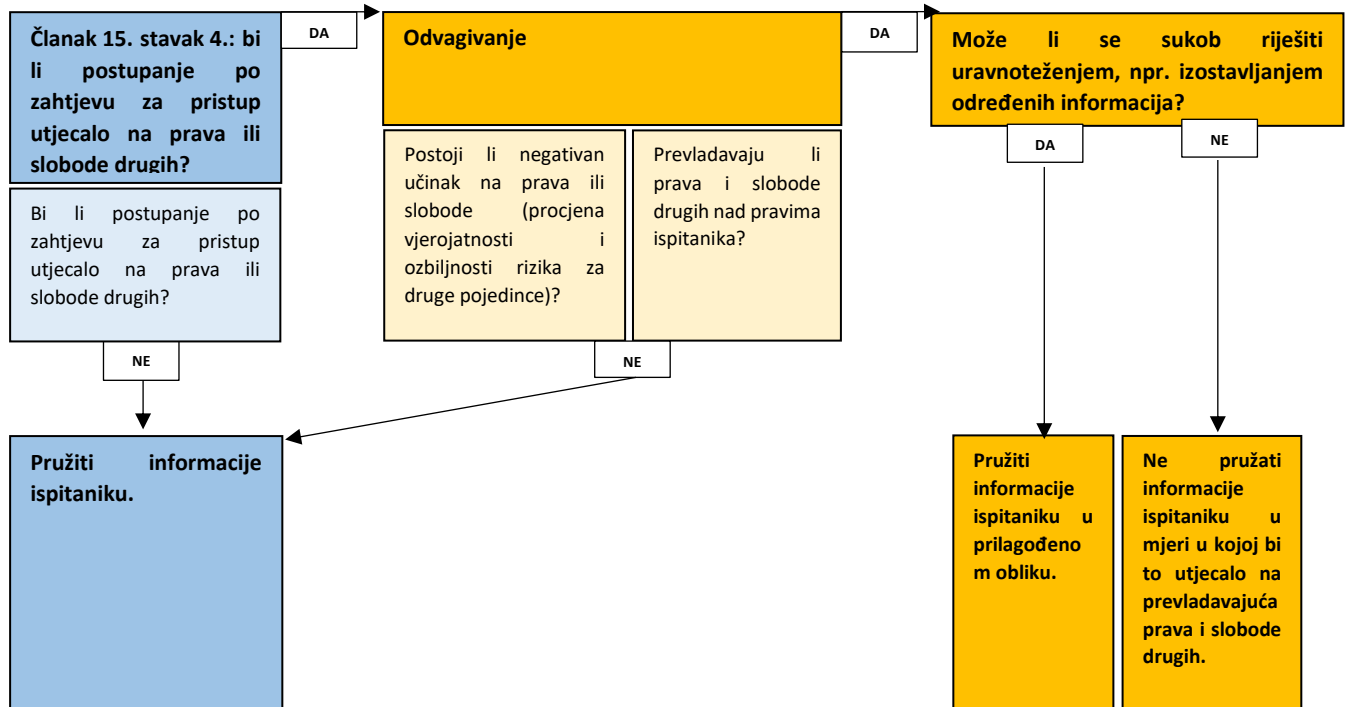 Članak 15. stavak 4.: bi
li postupanje po
zahtjevu za pristup
utjecalo na prava ili
slobode drugih?
DA
Odvagivanje
DA
Može li se sukob riješiti
uravnoteženjem, npr. izostavljanjem
određenih informacija?
Bi li postupanje po
zahtjevu za pristup
utjecalo na prava ili
slobode drugih?
Postoji li negativan
učinak na prava ili
slobode (procjena
vjerojatnosti i
ozbiljnosti rizika za
druge pojedince)?
Prevladavaju li
prava i slobode
drugih nad pravima
ispitanika?
DA
NE
NE
NE
Pružiti informacije
ispitaniku.
Pružiti
informacije
ispitaniku u
prilagođeno
m obliku.
Ne pružati
informacije
ispitaniku u
mjeri u kojoj bi
to utjecalo na
prevladavajuća
prava i slobode
drugih.